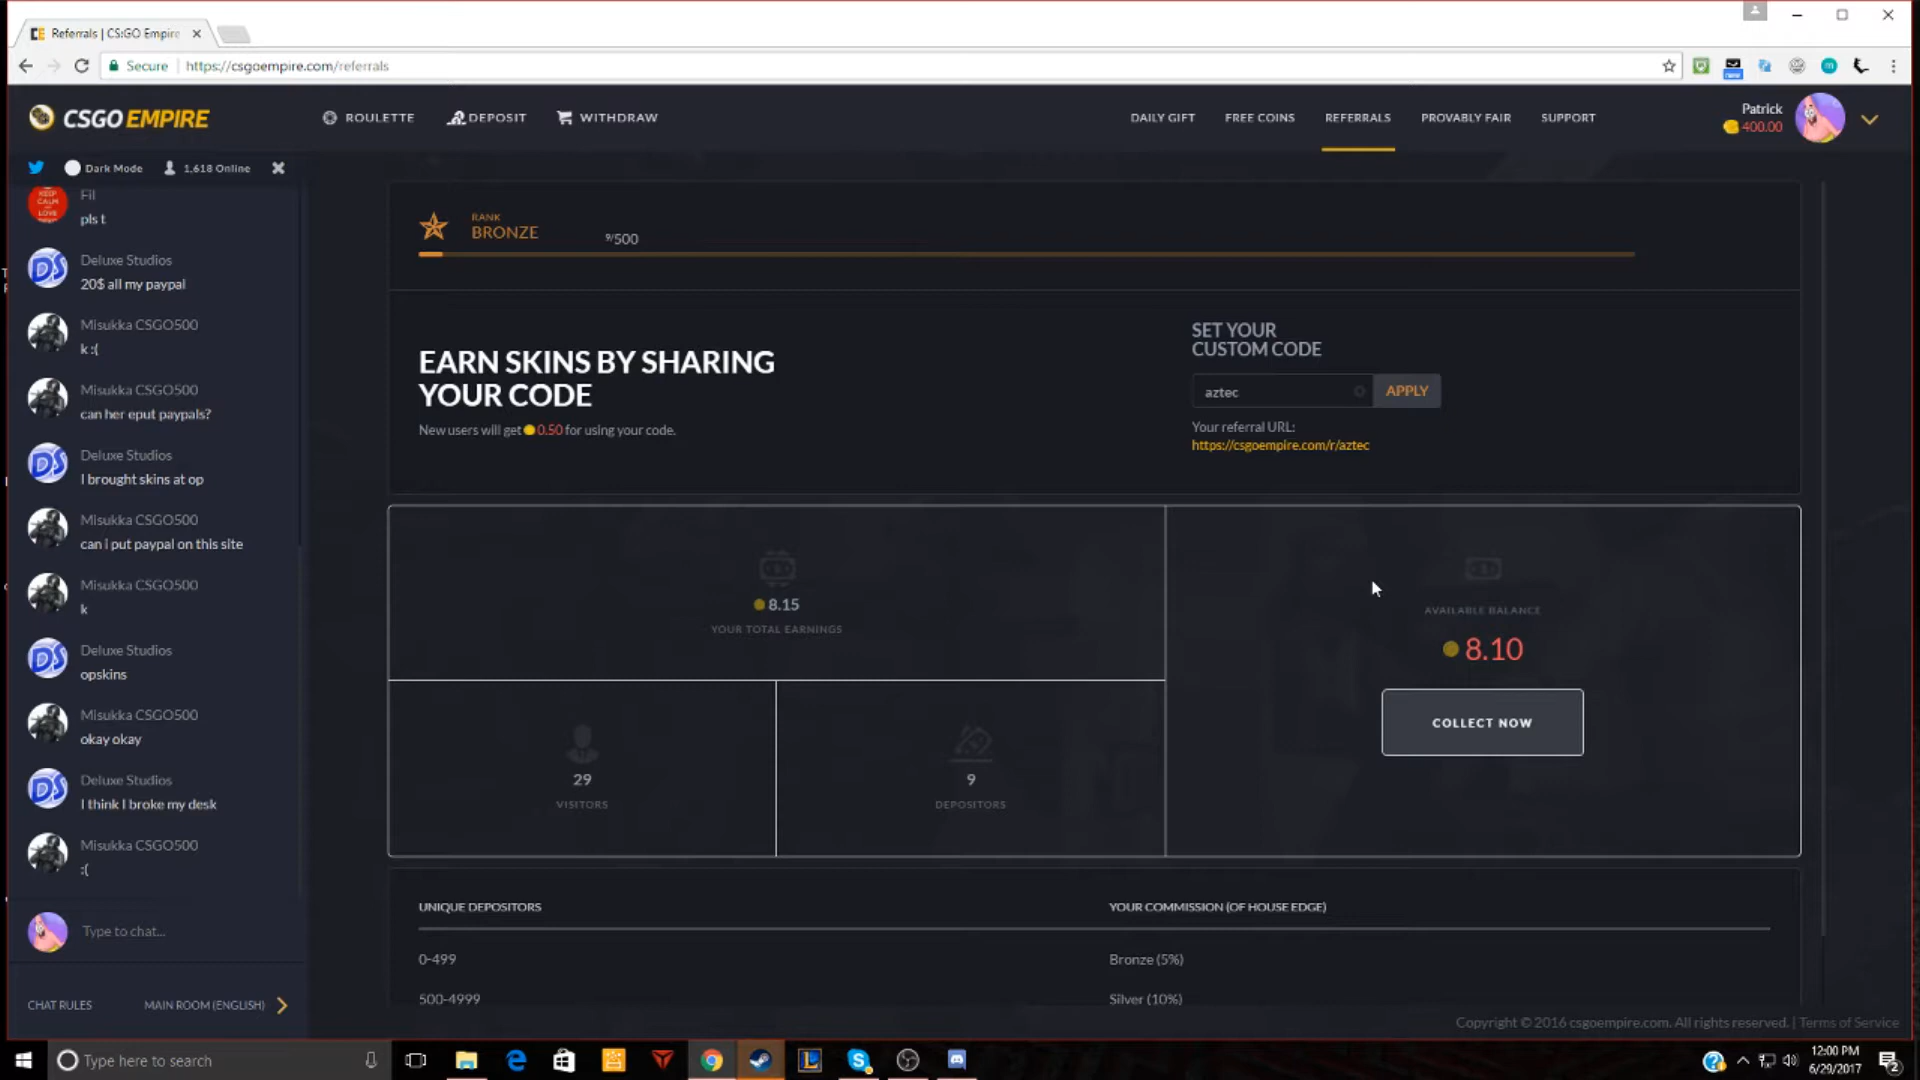 Referrals | CS:GO Empire
Secure
https://csgoempire.com/referrals
CSGO EMPIRE
ROULETTE
DEPOSIT
WITHDRAW
DAILY GIFT
FREE COINS
REFERRALS
PROVABLY FAIR
SUPPORT
Patrick
400.00
Dark Mode
1,618 Online
KEEP
CALM
LOVE
Fil
pls t
Deluxe Studios
20$ all my paypal
Misukka CSGO500
k :(
Misukka CSGO500
can her eput paypals?
Deluxe Studios
I brought skins at op
Misukka CSGO500
can i put paypal on this site
Misukka CSGO500
k
Deluxe Studios
opskins
Misukka CSGO500
okay okay
Deluxe Studios
I think I broke my desk
Misukka CSGO500
:(
Type to chat...
CHAT RULES
MAIN ROOM (ENGLISH)
RANK
BRONZE
9/500
EARN SKINS BY SHARING
YOUR CODE
New users will get 0.50 for using your code.
SET YOUR
CUSTOM CODE
aztec
APPLY
Your referral URL:
https://csgoempire.com/r/aztec
8.15
YOUR TOTAL EARNINGS
29
VISITORS
9
DEPOSITORS
AVAILABLE BALANCE
8.10
COLLECT NOW
UNIQUE DEPOSITORS
YOUR COMMISSION (OF HOUSE EDGE)
0-499
Bronze (5%)
500-4999
Silver (10%)
Copyright © 2016 csgoempire.com. All rights reserved. | Terms of Service
Type here to search
12:00 PM
6/29/2017